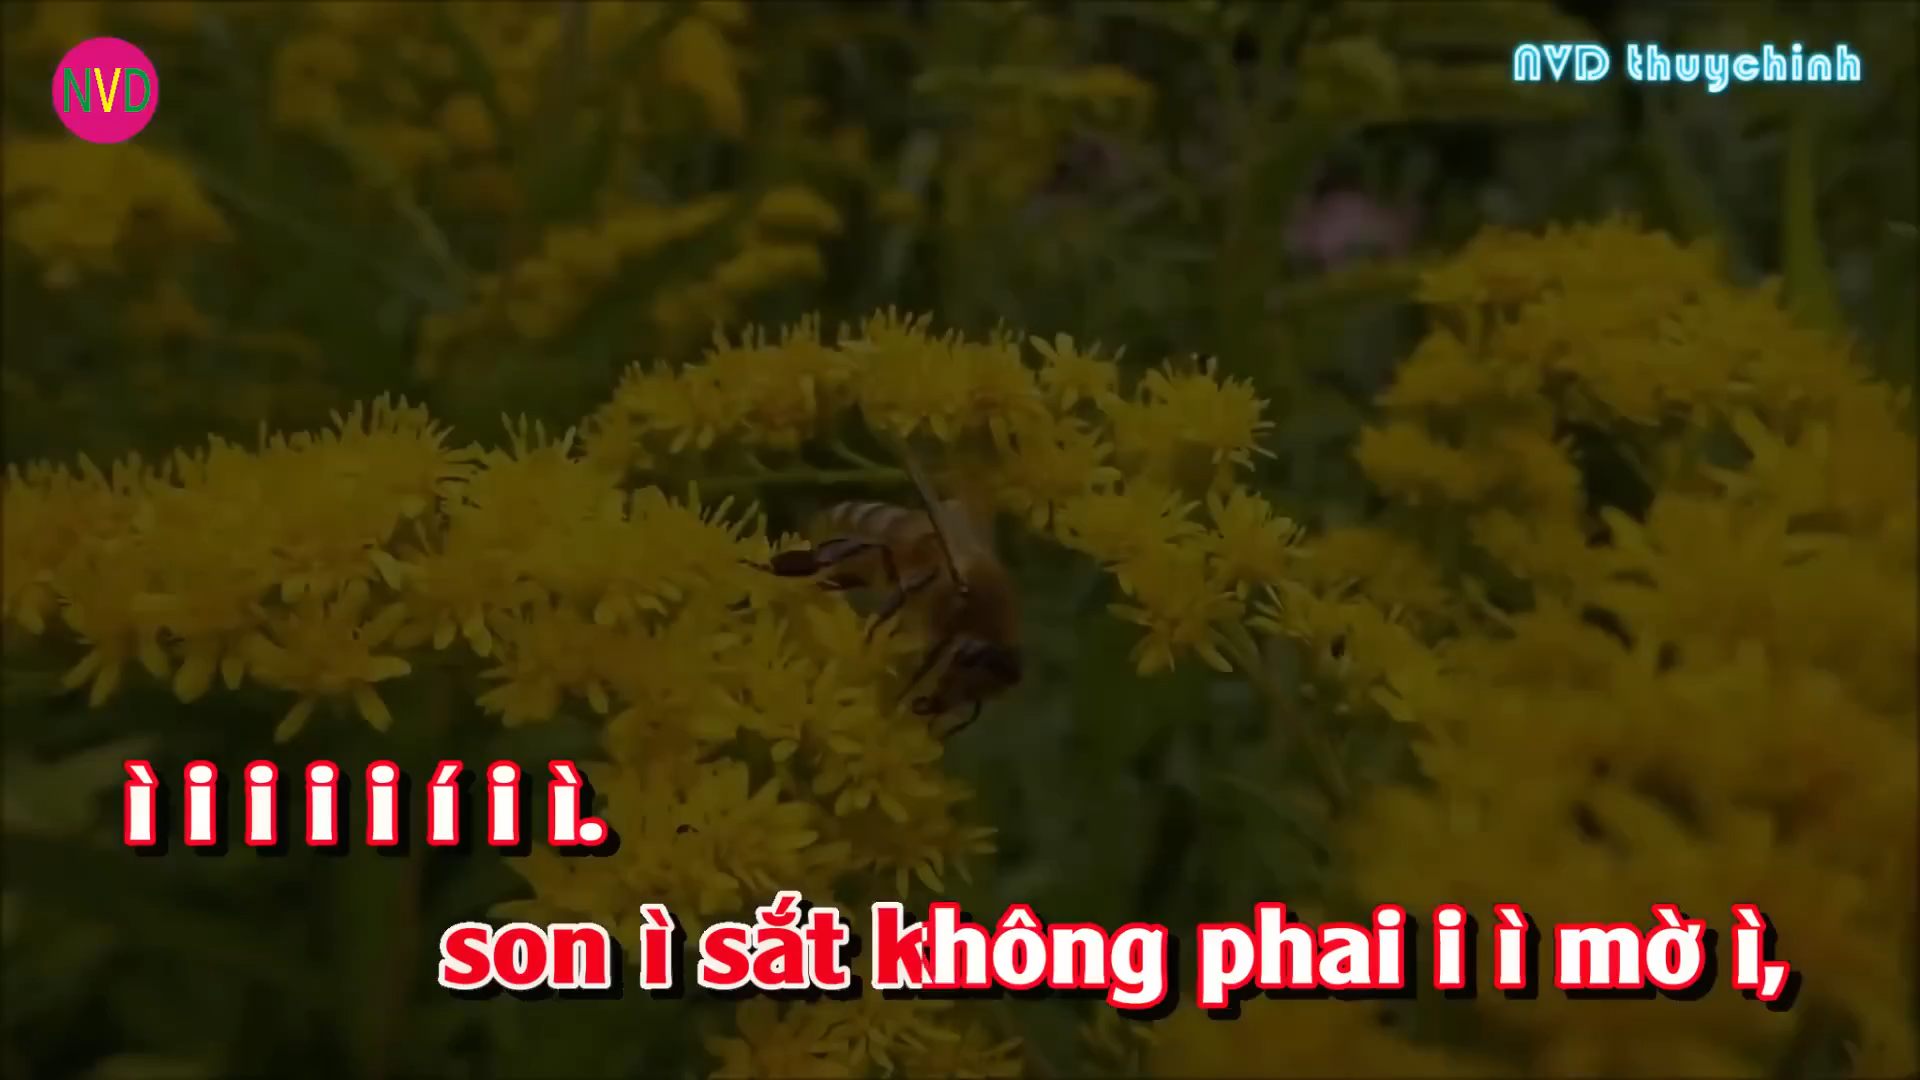 NVD
NVD thuychinh
ì i i i i í i ì.
son ì sắt không phai i ì mờ ì,